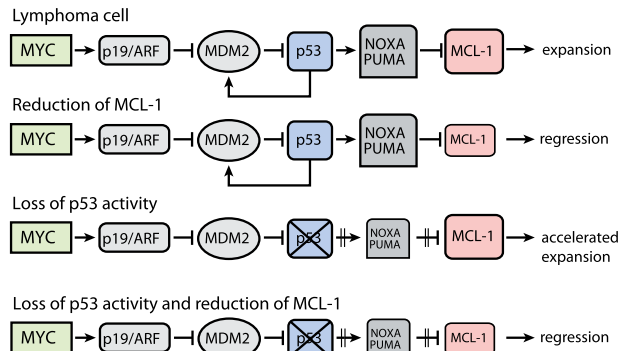 Lymphoma cell
MYC p19/ARF MDM2 p53 NOXA PUMA MCL-1 expansion
Reduction of MCL-1
MYC p19/ARF MDM2 p53 NOXA PUMA MCL-1 regression
Loss of p53 activity
MYC p19/ARF MDM2 p53 NOXA PUMA MCL-1 accelerated expansion
Loss of p53 activity and reduction of MCL-1
MYC p19/ARF MDM2 p53 NOXA PUMA MCL-1 regression